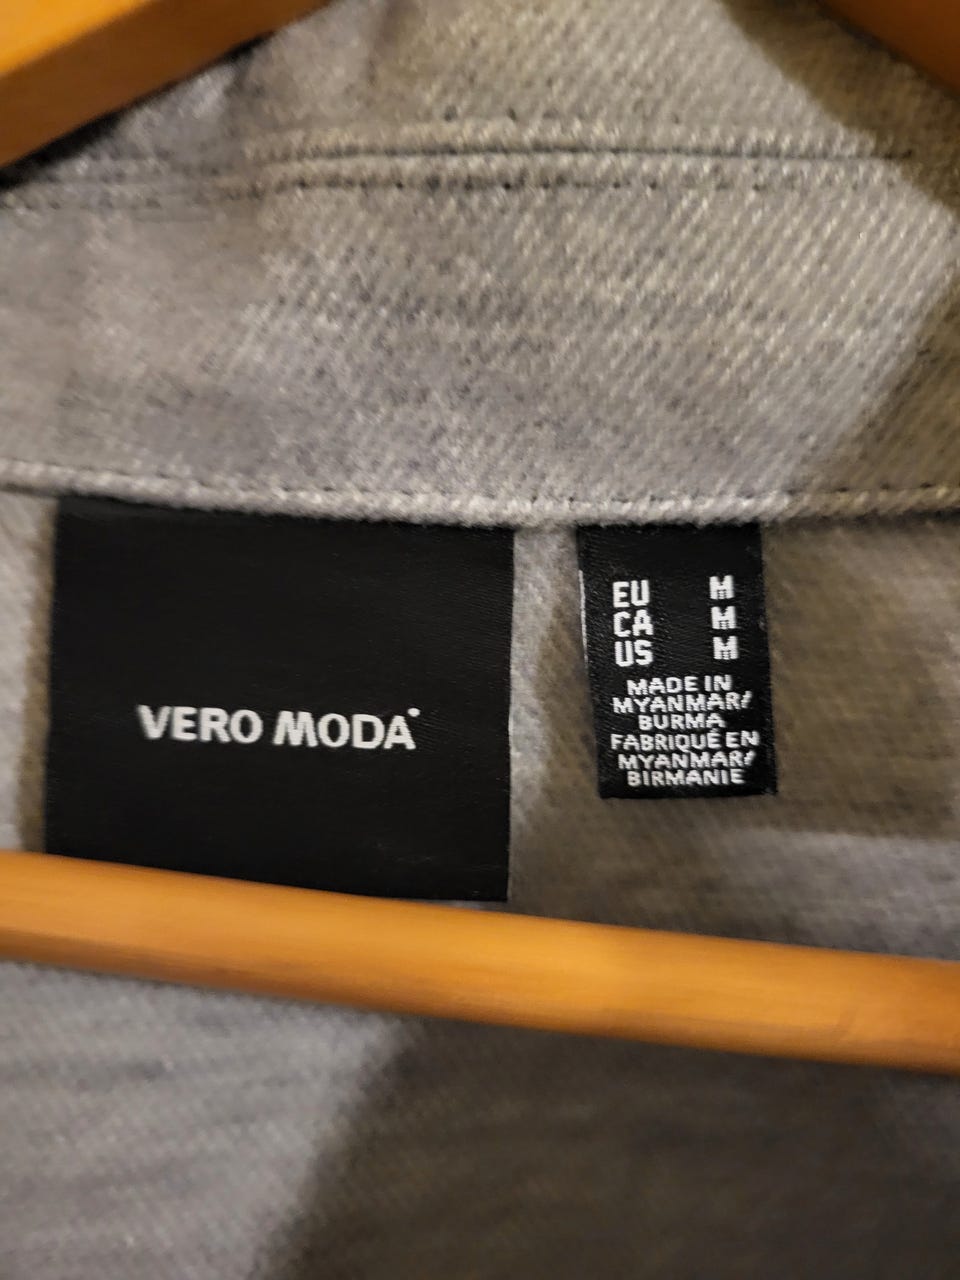 VERO MODA
EU M
CA M
US M
MADE IN
MYANMAR/
BURMA
FABRIQUÉ EN
MYANMAR/
BIRMANIE